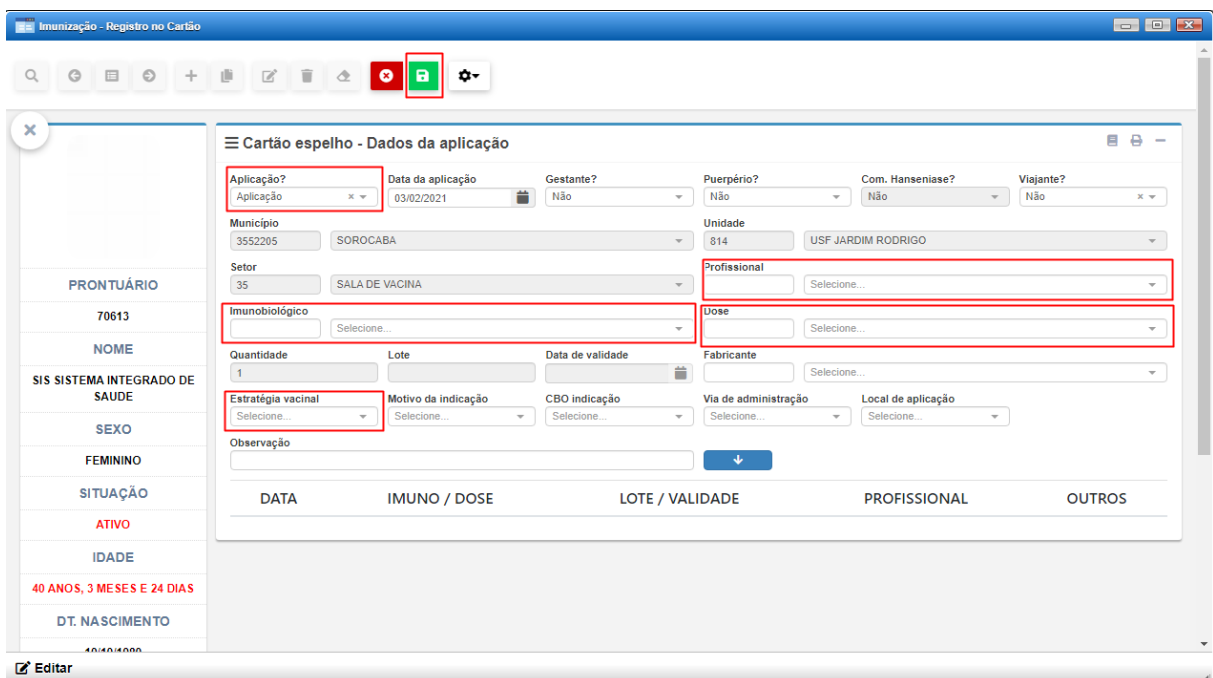 Imunização - Registro no Cartão
Cartão espelho - Dados da aplicação
Aplicação? Data da aplicação Gestante? Puerpério? Com. Hanseniase? Viajante?
Aplicação 03/02/2021 Não Não Não Não
Município Unidade
3552205 SOROCABA 814 USF JARDIM RODRIGO
Setor Profissional
35 SALA DE VACINA Selecione...
Imunobiológico Dose
Selecione... Selecione...
Quantidade Lote Data de validade Fabricante
1 Selecione...
Estratégia vacinal Motivo da indicação CBO indicação Via de administração Local de aplicação
Selecione... Selecione... Selecione... Selecione... Selecione...
Observação
DATA IMUNO / DOSE LOTE / VALIDADE PROFISSIONAL OUTROS
PRONTUÁRIO
70613
NOME
SIS SISTEMA INTEGRADO DE
SAUDE
SEXO
FEMININO
SITUAÇÃO
ATIVO
IDADE
40 ANOS, 3 MESES E 24 DIAS
DT. NASCIMENTO
Editar